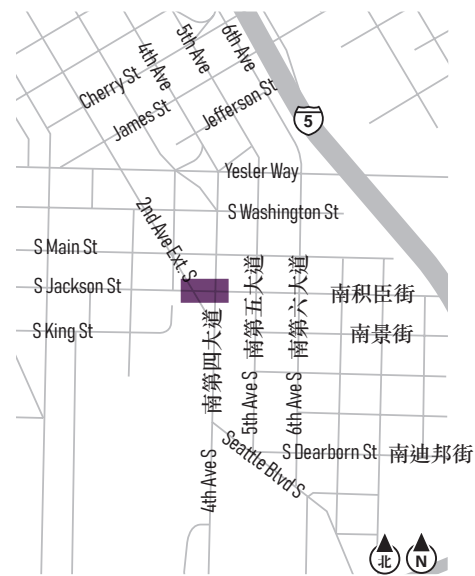 4th Ave
5th Ave
6th Ave
Cherry St
James St
Jefferson St
5
Yesler Way
2nd Ave Ext. S
S Washington St
S Main St
S Jackson St
南积臣街
S King St
南景街
南第四大道
南第五大道
南第六大道
5th Ave S
6th Ave S
4th Ave S
Seattle Blvd S
S Dearborn St
南迪邦街
北
N